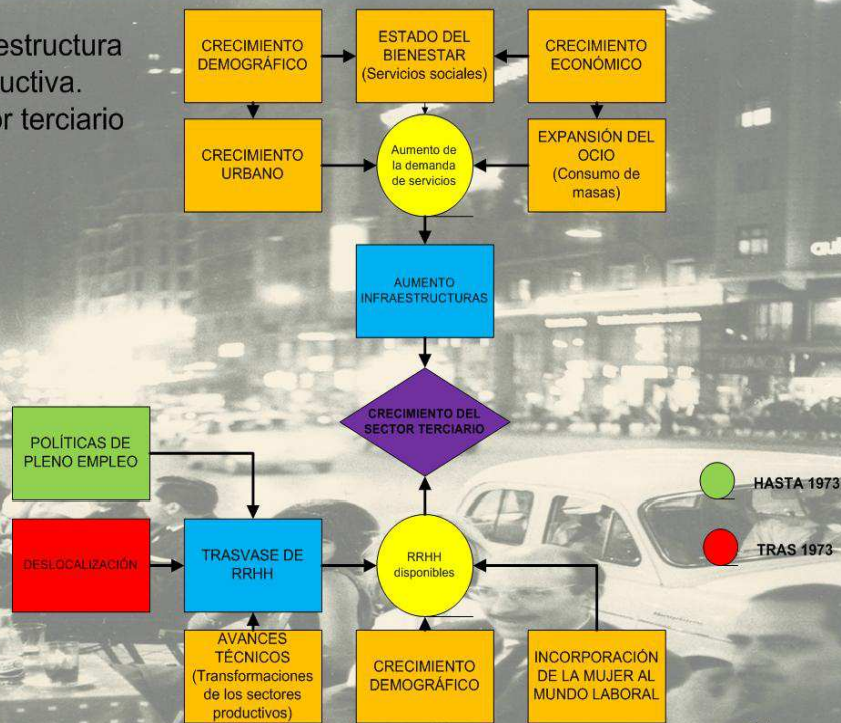 estructura
uctiva.
or terciario
CRECIMIENTO
DEMOGRÁFICO
ESTADO DEL
BIENESTAR
(Servicios sociales)
CRECIMIENTO
ECONÓMICO
CRECIMIENTO
URBANO
Aumento de
la demanda
de servicios
EXPANSIÓN DEL
OCIO
(Consumo de
masas)
AUMENTO
INFRAESTRUCTURAS
CRECIMIENTO DEL
SECTOR TERCIARIO
POLÍTICAS DE
PLENO EMPLEO
HASTA 1973
DESLOCALIZACIÓN
TRASVASE DE
RRHH
RRHH
disponibles
TRAS 1973
AVANCES
TÉCNICOS
(Transformaciones
de los sectores
productivos)
CRECIMIENTO
DEMOGRÁFICO
INCORPORACIÓN
DE LA MUJER AL
MUNDO LABORAL